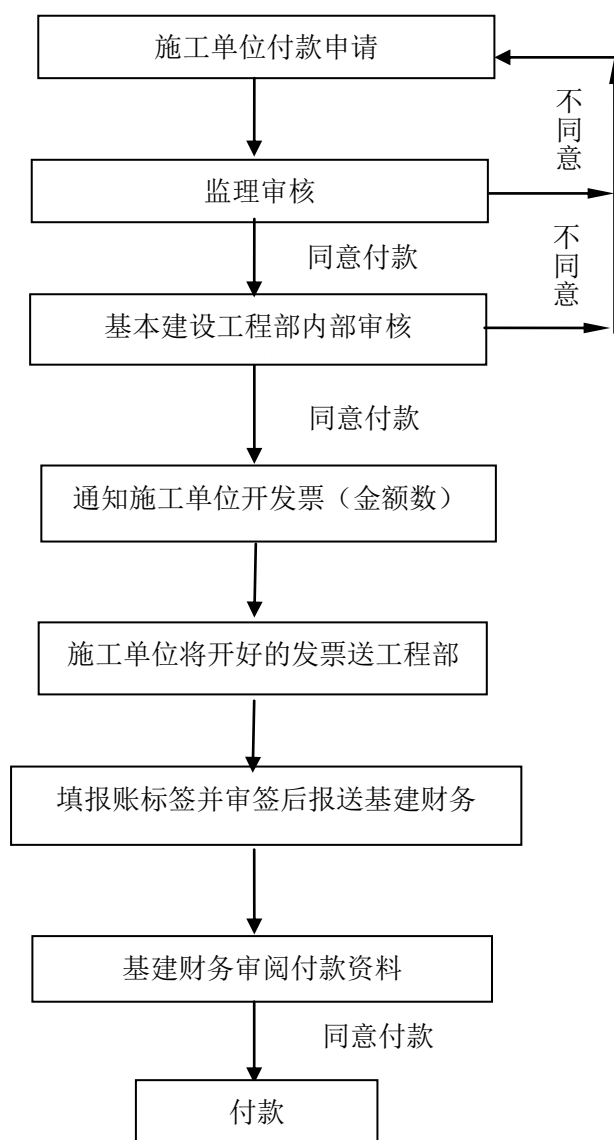 施工单位付款申请
不同意
监理审核
同意付款
不同意
基本建设工程部内部审核
同意付款
通知施工单位开发票（金额数）
施工单位将开好的发票送工程部
填报账标签并审签后报送基建财务
基建财务审阅付款资料
同意付款
付款